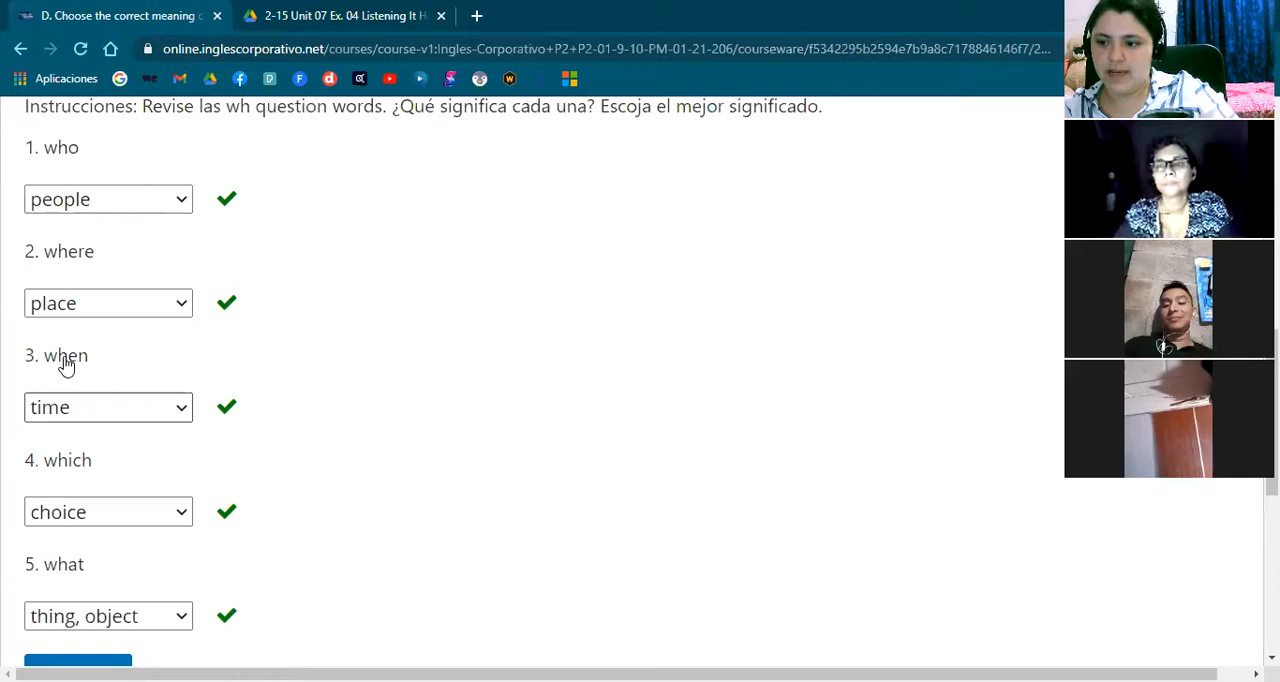 D. Choose the correct meaning c
2-15 Unit 07 Ex. 04 Listening It H
online.inglescorporativo.net/courses/course-v1:Ingles-Corporativo+P2+P2-01-9-10-PM-01-21-206/courseware/f5342295b2594e7b9a8c7178846146f7/2...
Aplicaciones
Instrucciones: Revise las wh question words. ¿Qué significa cada una? Escoja el mejor significado.
1. who
people
2. where
place
3. when
time
4. which
choice
5. what
thing, object